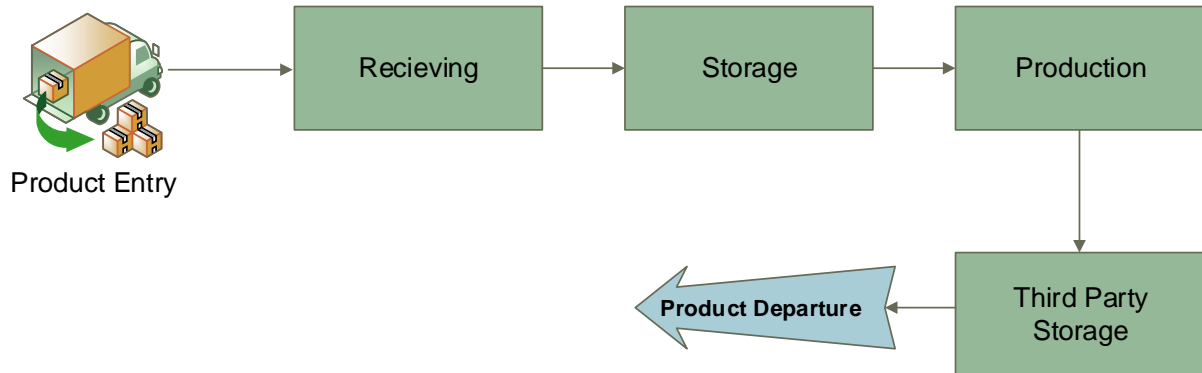 Recieving
Storage
Production
Product Entry
Product Departure
Third Party
Storage